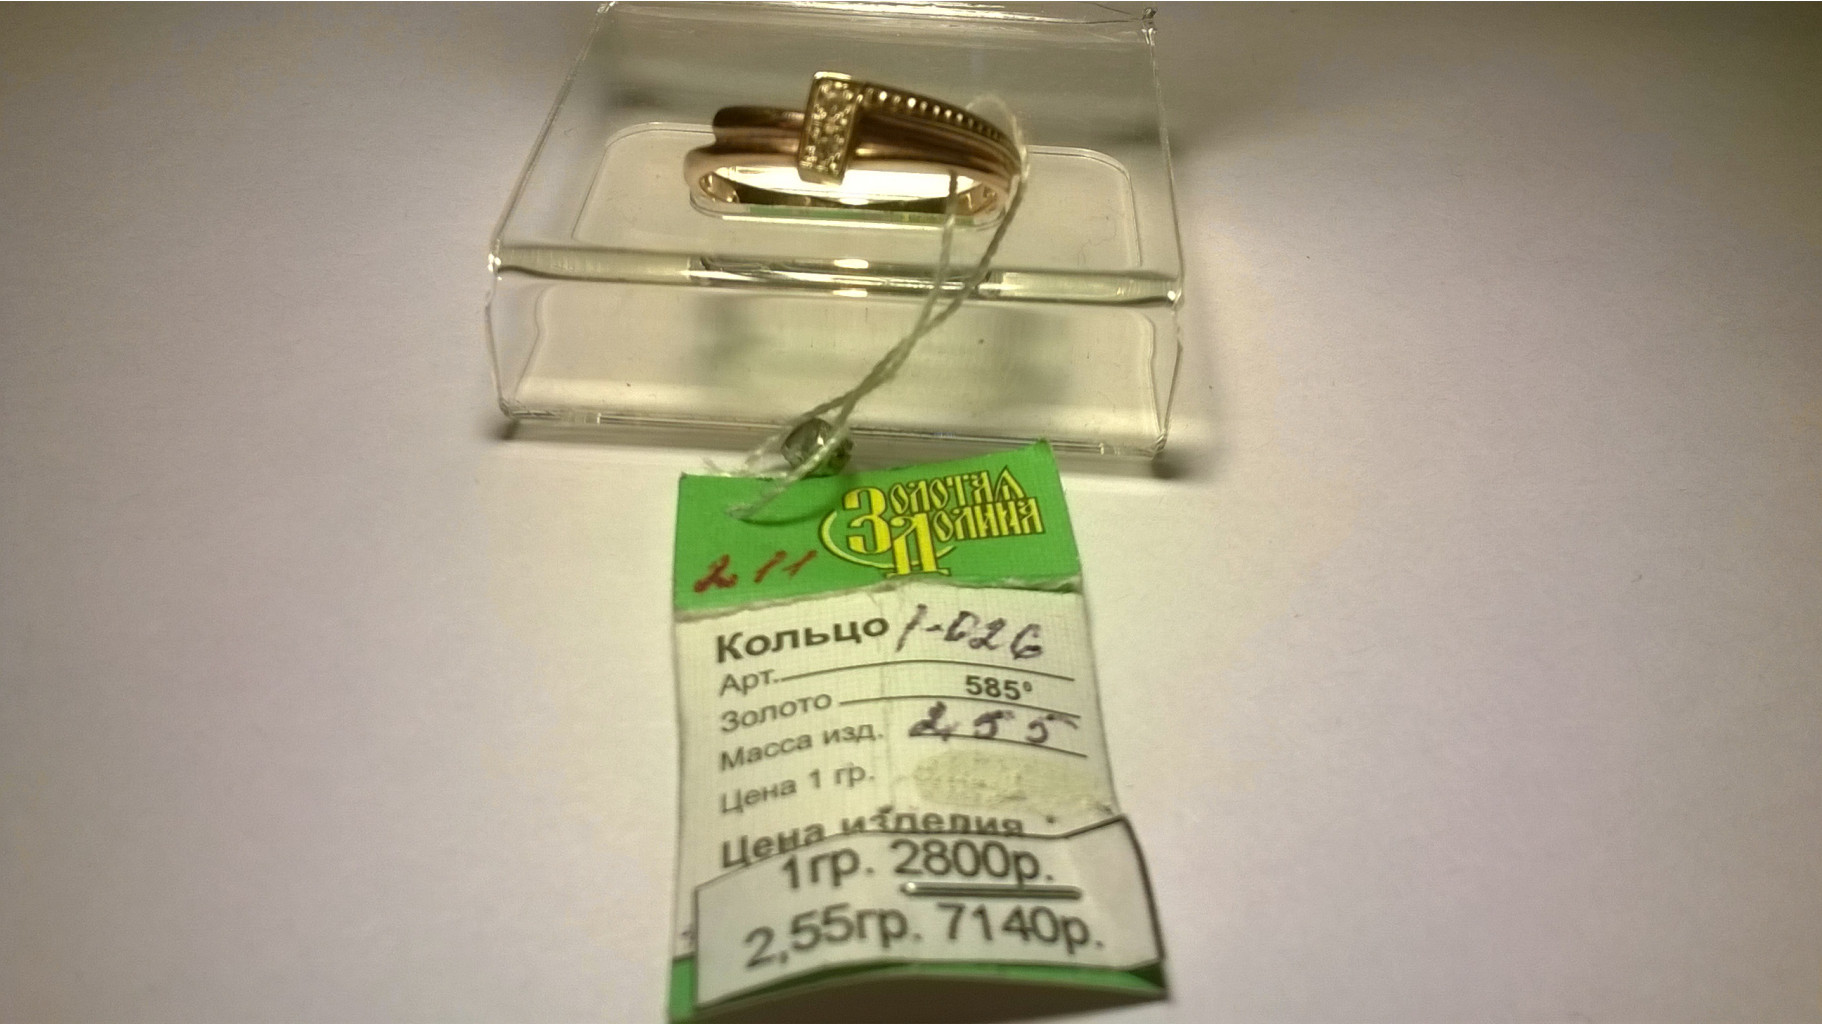 Золотая
Долина
2 11
Кольцо 1-026
Арт.
Золото 585°
Масса изд. 2,55
Цена 1 гр.
Цена изделия
1гр. 2800р.
2,55гр. 7140р.